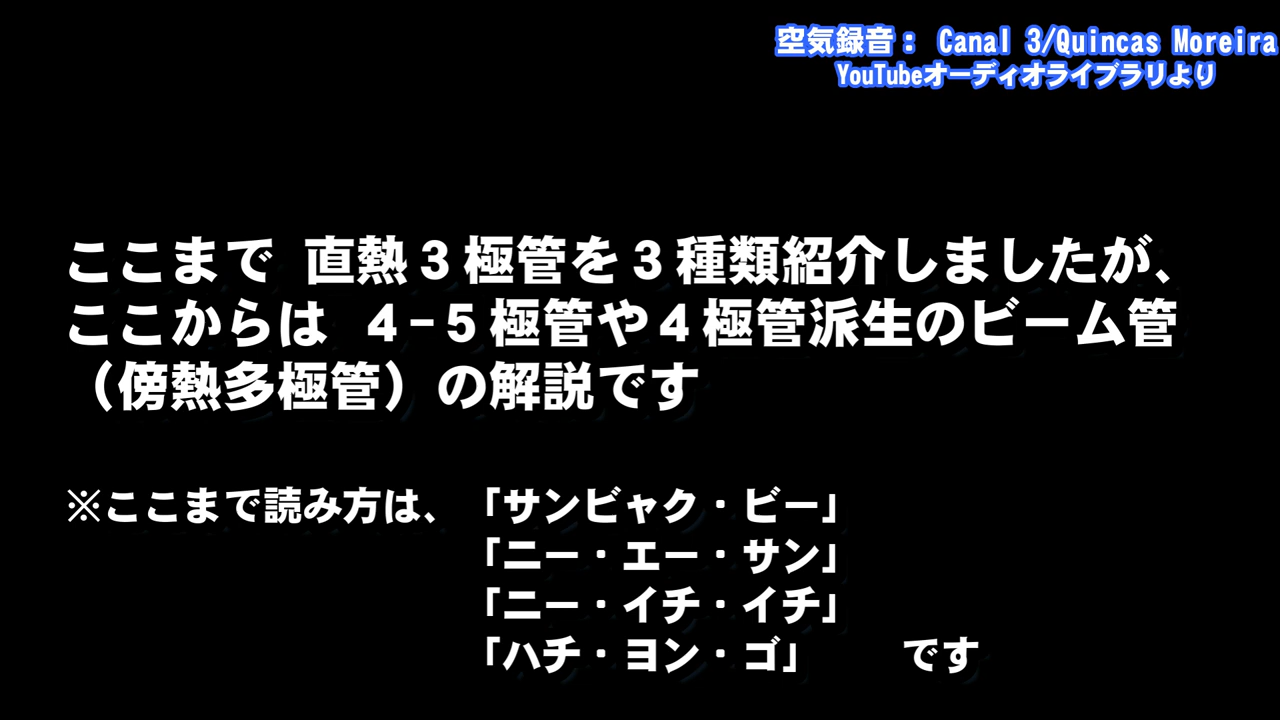 空気録音： Canal 3/Quincas Moreira
YouTubeオーディオライブラリより
ここまで 直熱３極管を３種類紹介しましたが、
ここからは ４-５極管や４極管派生のビーム管
（傍熱多極管）の解説です
※ここまで読み方は、「サンビャク・ビー」
「ニー・エー・サン」
「ニー・イチ・イチ」
「ハチ・ヨン・ゴ」 です